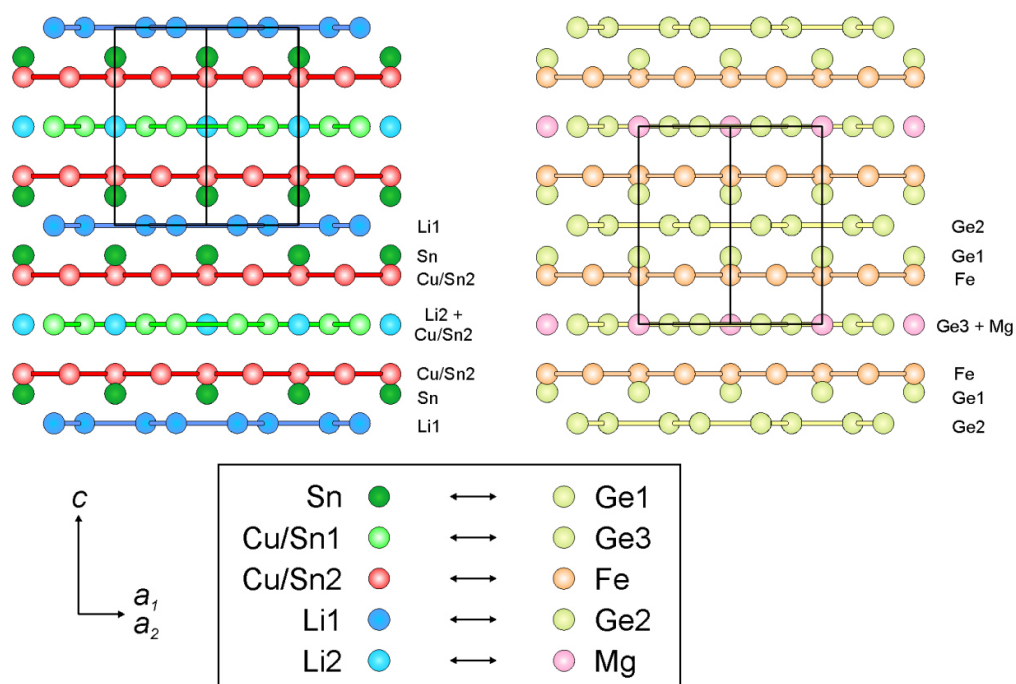 Li1
Sn
Cu/Sn2
Li2 +
Cu/Sn2
Cu/Sn2
Sn
Li1
Ge2
Ge1
Fe
Ge3 + Mg
Fe
Ge1
Ge2
c
a1
a2
Sn Ge1
Cu/Sn1 Ge3
Cu/Sn2 Fe
Li1 Ge2
Li2 Mg